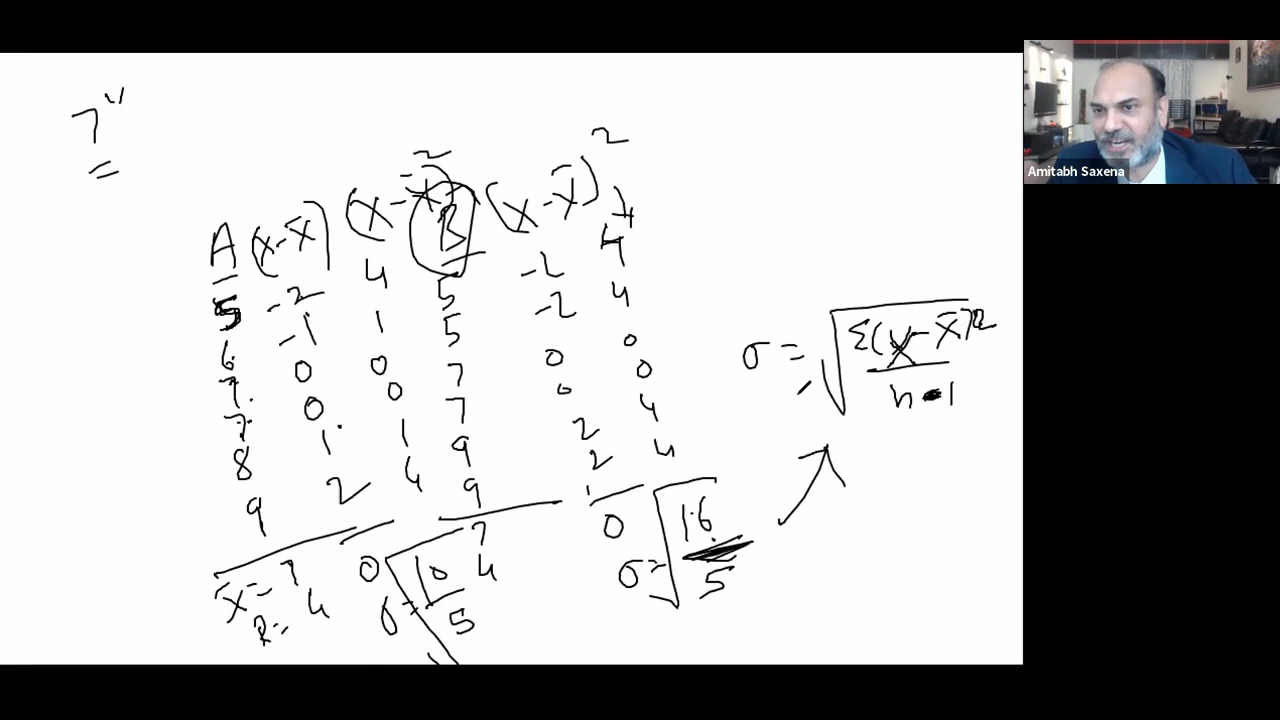 7"
A (x-x̄) (x-x̄)² B (x-x̄)²
5 -2 4 5 -2 4
6 -1 1 5 -2 4
7 0 0 7 0 0
7 0 0 7 0 0
8 1 1 9 2 4
9 2 4 9 2 4
x̄= 7 0 7 0
R= 4 4
σ=√10/5
σ=√16/5
σ = √Σ(x-x̄)²/n-1
Amitabh Saxena